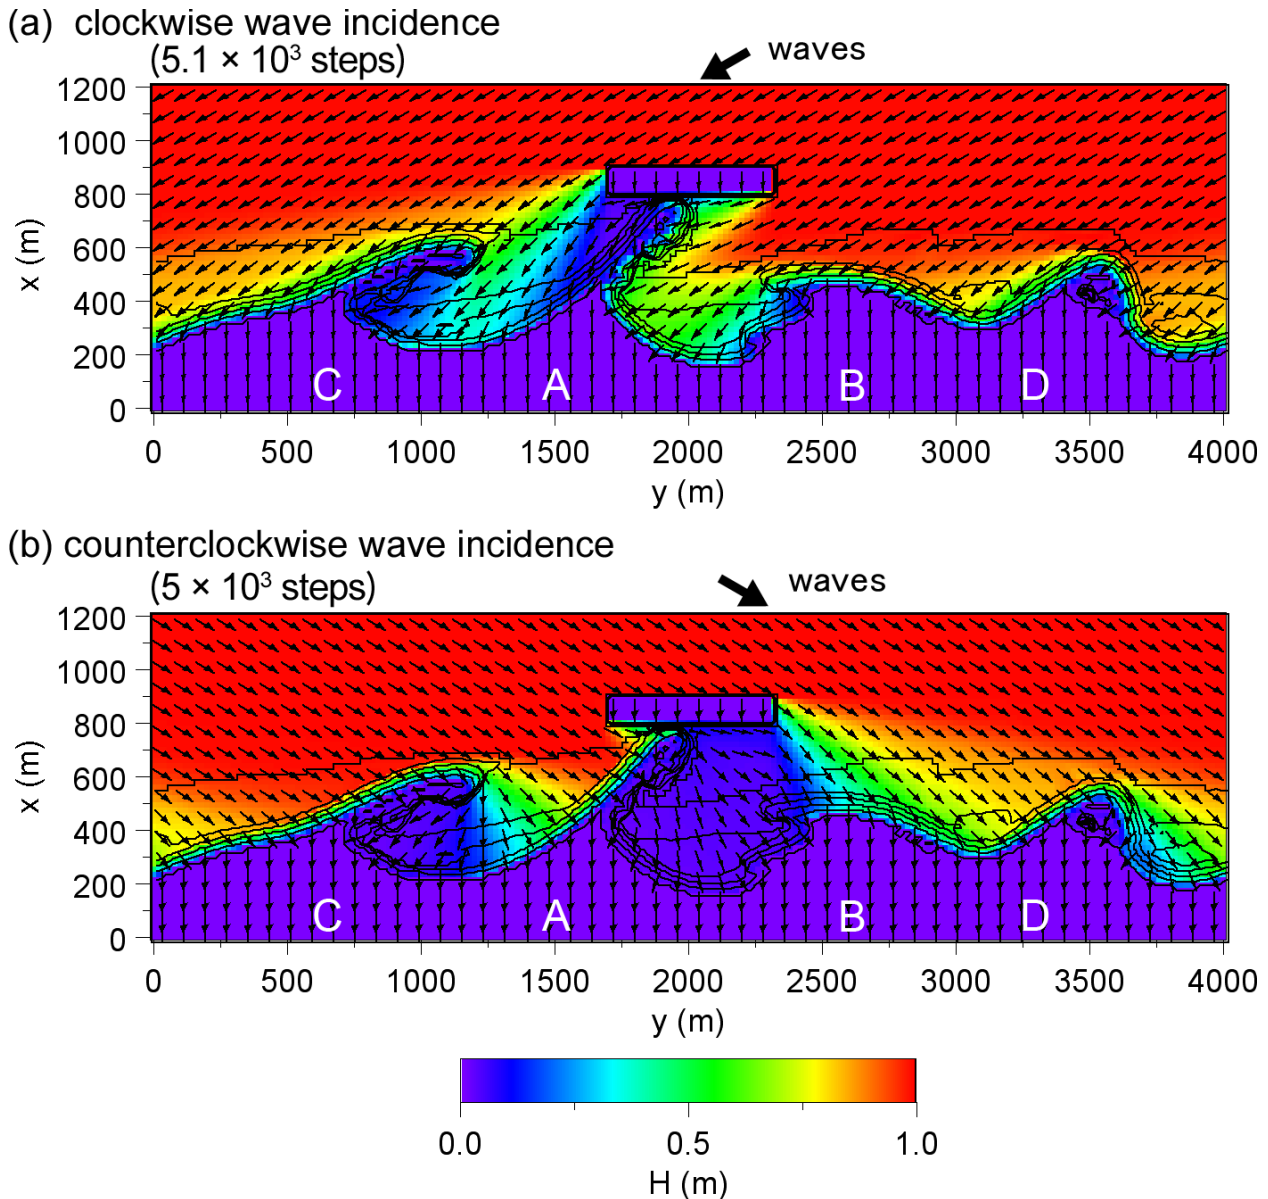 (a) clockwise wave incidence
(5.1 × 10³ steps)
waves
1200
1000
800
600
400
200
0
x (m)
C A B D
0 500 1000 1500 2000 2500 3000 3500 4000
y (m)
(b) counterclockwise wave incidence
(5 × 10³ steps)
waves
1200
1000
800
600
400
200
0
x (m)
C A B D
0 500 1000 1500 2000 2500 3000 3500 4000
y (m)
0.0 0.5 1.0
H (m)